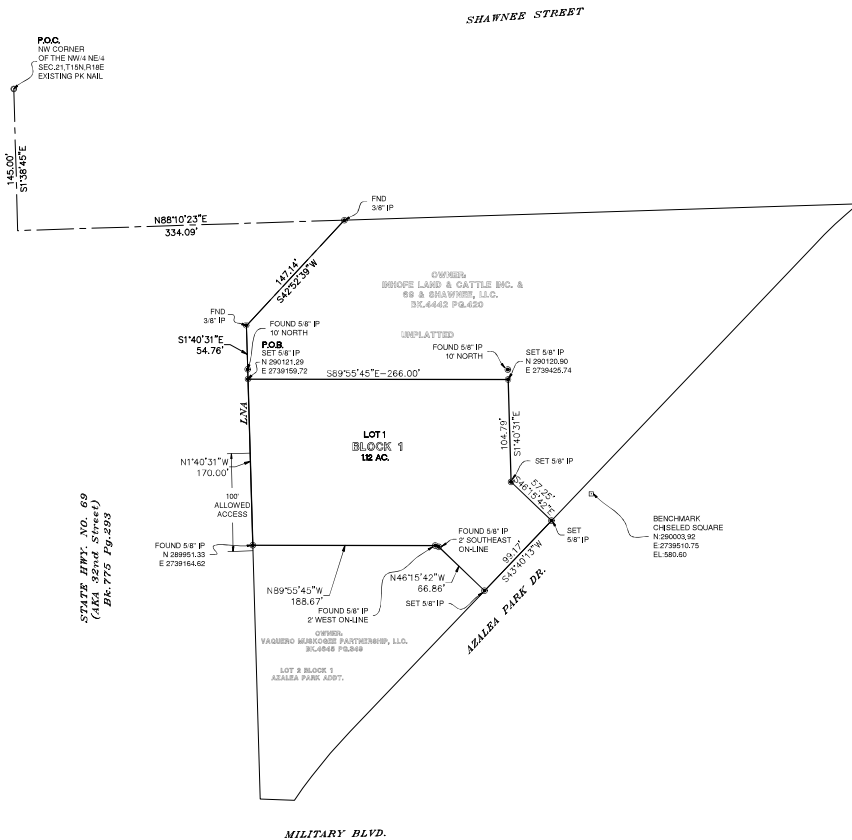 SHAWNEE STREET
P.O.C.
NW CORNER
OF THE NW/4 NE/4
SEC.21,T15N,R18E
EXISTING PK NAIL
145.00'
S1°38'45"E
N88°10'23"E
334.09'
FND
3/8" IP
147.14'
S42°52'39"W
OWNER:
INHOFE LAND & CATTLE INC. &
69 & SHAWNEE, LLC.
BK.4442 PG.420
UNPLATTED
FND
3/8" IP
S1°40'31"E
54.76'
FOUND 5/8" IP
10' NORTH
P.O.B.
SET 5/8" IP
N 290121.29
E 2739159.72
FOUND 5/8" IP
10' NORTH
SET 5/8" IP
N 290120.90
E 2739425.74
S89°55'45"E-266.00'
LNA
LOT 1
BLOCK 1
1.12 AC.
104.79'
S1°40'31"E
SET 5/8" IP
57.25'
S46°15'42"E
N1°40'31"W
170.00'
100'
ALLOWED
ACCESS
STATE HWY. NO. 69
(AKA 32nd Street)
Bk.775 Pg.293
FOUND 5/8" IP
N 289951.33
E 2739164.62
FOUND 5/8" IP
2' SOUTHEAST
ON-LINE
SET
5/8" IP
BENCHMARK
CHISELED SQUARE
N:290003.92
E:2739510.75
EL:580.60
99.17'
S43°40'13"W
N89°55'45"W
188.67'
N46°15'42"W
66.86'
FOUND 5/8" IP
2' WEST ON-LINE
SET 5/8" IP
AZALEA PARK DR.
OWNER:
VAQUERO MUSKOGEE PARTNERSHIP, LLC.
BK.4648 PG.849
LOT 2 BLOCK 1
AZALEA PARK ADDT.
MILITARY BLVD.